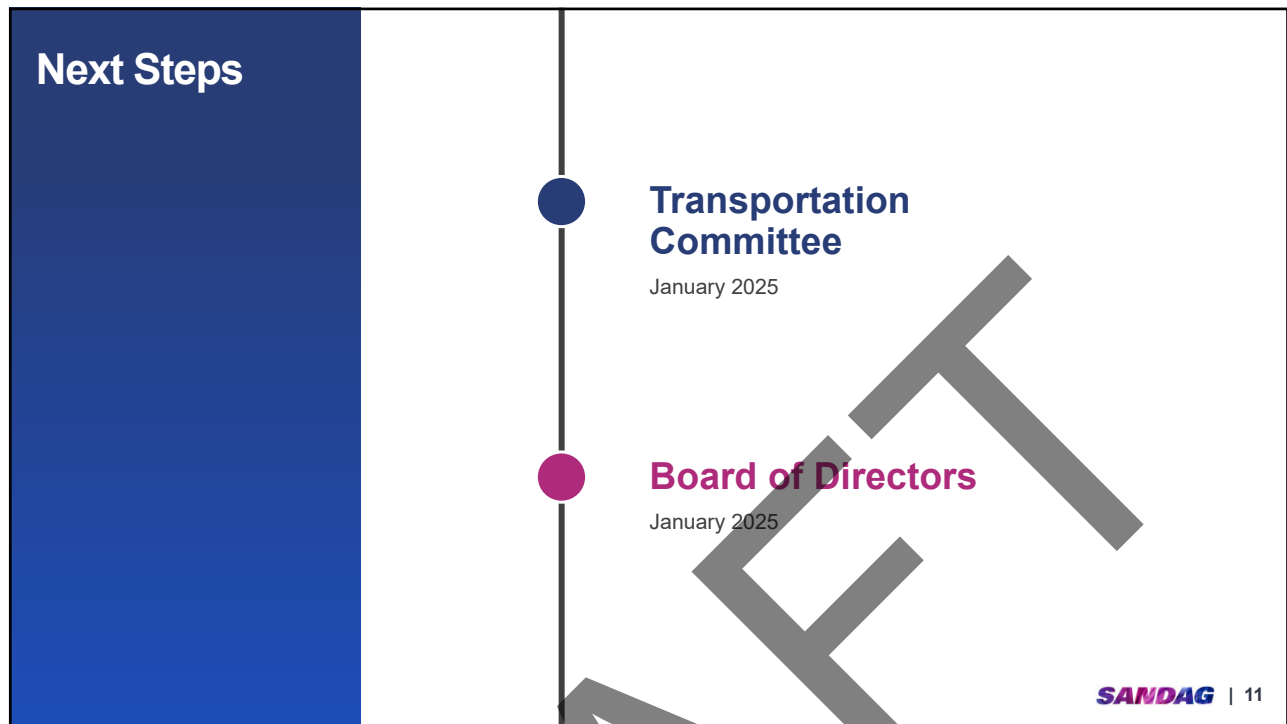 Next Steps
Transportation
Committee
January 2025
Board of Directors
January 2025
SANDAG | 11